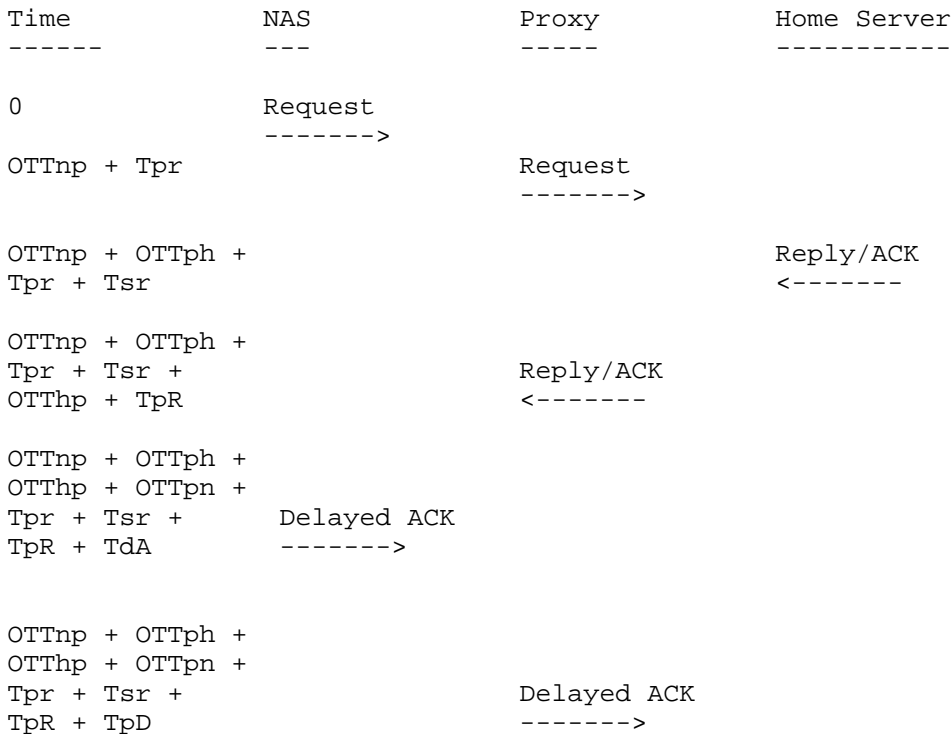 Time            NAS             Proxy           Home Server
------          ---             -----           -----------
0               Request
                ------->
OTTnp + Tpr                     Request
                                ------->
OTTnp + OTTph +                                 Reply/ACK
Tpr + Tsr                                       <-------
OTTnp + OTTph +
Tpr + Tsr +                     Reply/ACK
OTThp + TpR                     <-------
OTTnp + OTTph +
OTThp + OTTpn +
Tpr + Tsr +      Delayed ACK
TpR + TdA        ------->
OTTnp + OTTph +
OTThp + OTTpn +
Tpr + Tsr +                     Delayed ACK
TpR + TpD                       ------->